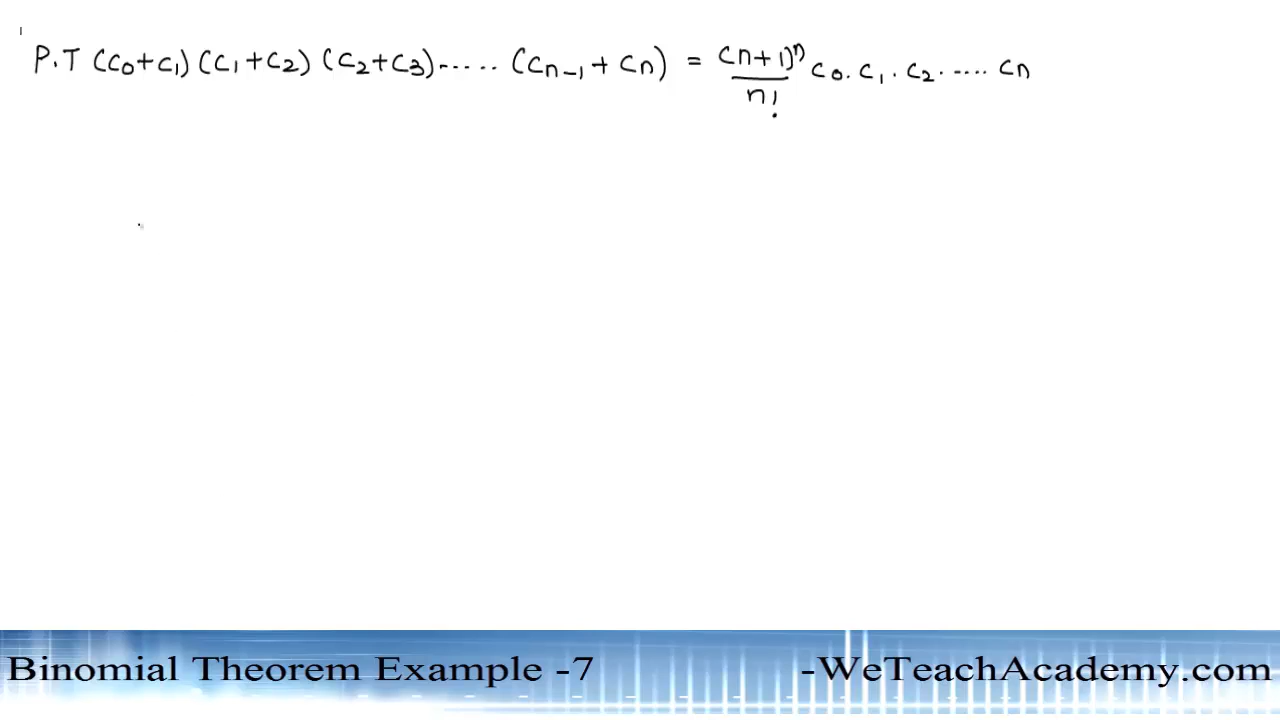 P.T (C₀+C₁) (C₁+C₂) (C₂+C₃)..... (Cn-1 + Cn) = (n+1)ⁿ/n! C₀. C₁. C₂. .... Cn
Binomial Theorem Example -7 -WeTeachAcademy.com